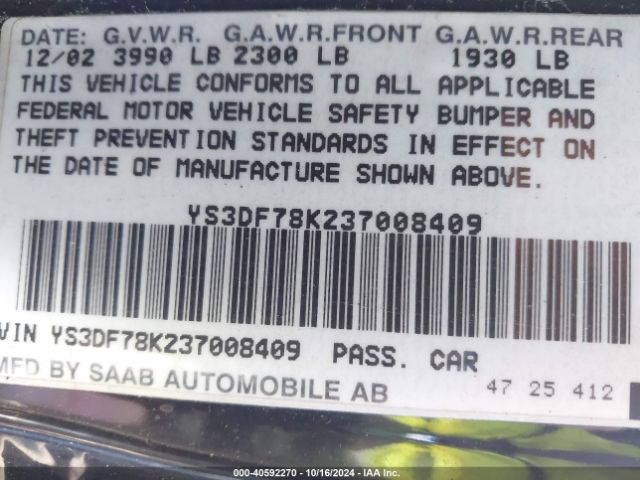 DATE: G.V.W.R. G.A.W.R.FRONT G.A.W.R.REAR
12/02 3990 LB 2300 LB 1930 LB
THIS VEHICLE CONFORMS TO ALL APPLICABLE
FEDERAL MOTOR VEHICLE SAFETY BUMPER AND
THEFT PREVENTION STANDARDS IN EFFECT ON
THE DATE OF MANUFACTURE SHOWN ABOVE.
YS3DF78K237008409
VIN YS3DF78K237008409 PASS. CAR
MFD BY SAAB AUTOMOBILE AB
47 25 412
000-40592270 - 10/16/2024 - IAA Inc.